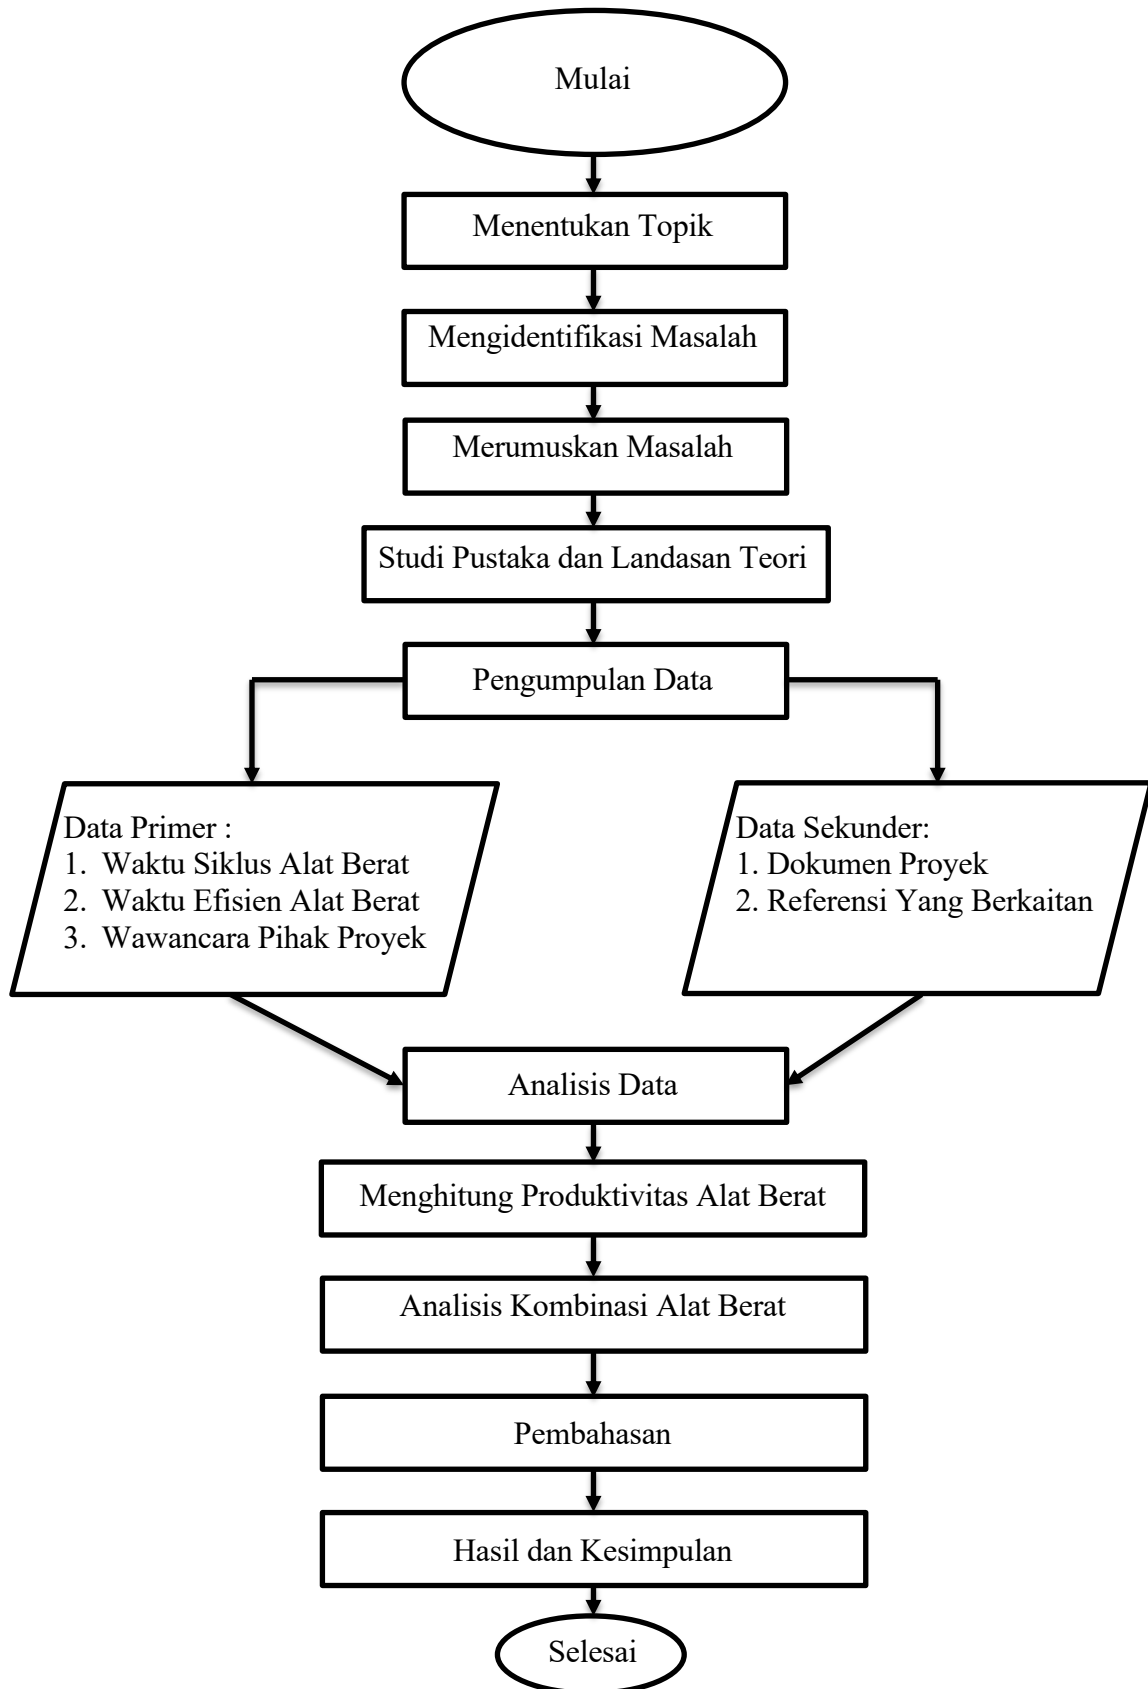 Mulai
Menentukan Topik
Mengidentifikasi Masalah
Merumuskan Masalah
Studi Pustaka dan Landasan Teori
Pengumpulan Data
Data Primer :
1. Waktu Siklus Alat Berat
2. Waktu Efisien Alat Berat
3. Wawancara Pihak Proyek
Data Sekunder:
1. Dokumen Proyek
2. Referensi Yang Berkaitan
Analisis Data
Menghitung Produktivitas Alat Berat
Analisis Kombinasi Alat Berat
Pembahasan
Hasil dan Kesimpulan
Selesai